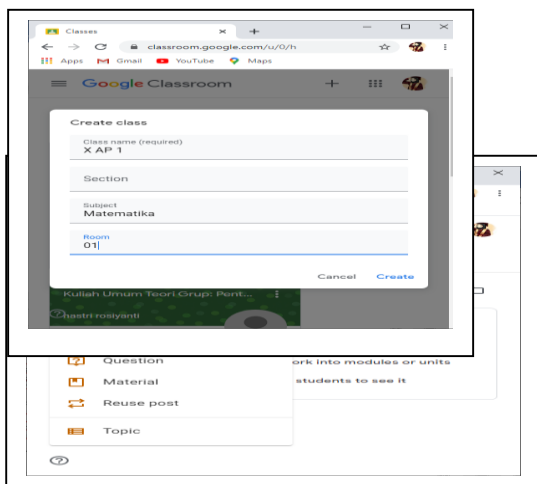 Classes
classroom.google.com/u/0/h
Apps Gmail YouTube Maps
Google Classroom
Create class
Class name (required)
X AP 1
Section
Subject
Matematika
Room
01
Cancel Create
Kuliah Umum Teori Grup: Perit...
hastri rosiyanti
Question
ork into modules or units
Material
students to see it
Reuse post
Topic